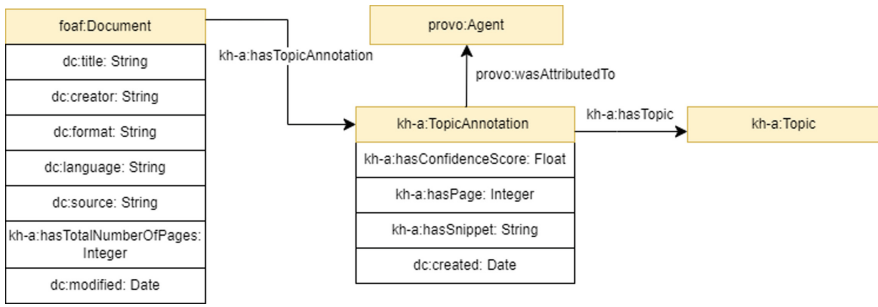 foaf:Document
dc:title: String
dc:creator: String
dc:format: String
dc:language: String
dc:source: String
kh-a:hasTotalNumberOfPages:
Integer
dc:modified: Date
kh-a:hasTopicAnnotation
provo:Agent
provo:wasAttributedTo
kh-a:TopicAnnotation
kh-a:hasConfidenceScore: Float
kh-a:hasPage: Integer
kh-a:hasSnippet: String
dc:created: Date
kh-a:hasTopic
kh-a:Topic